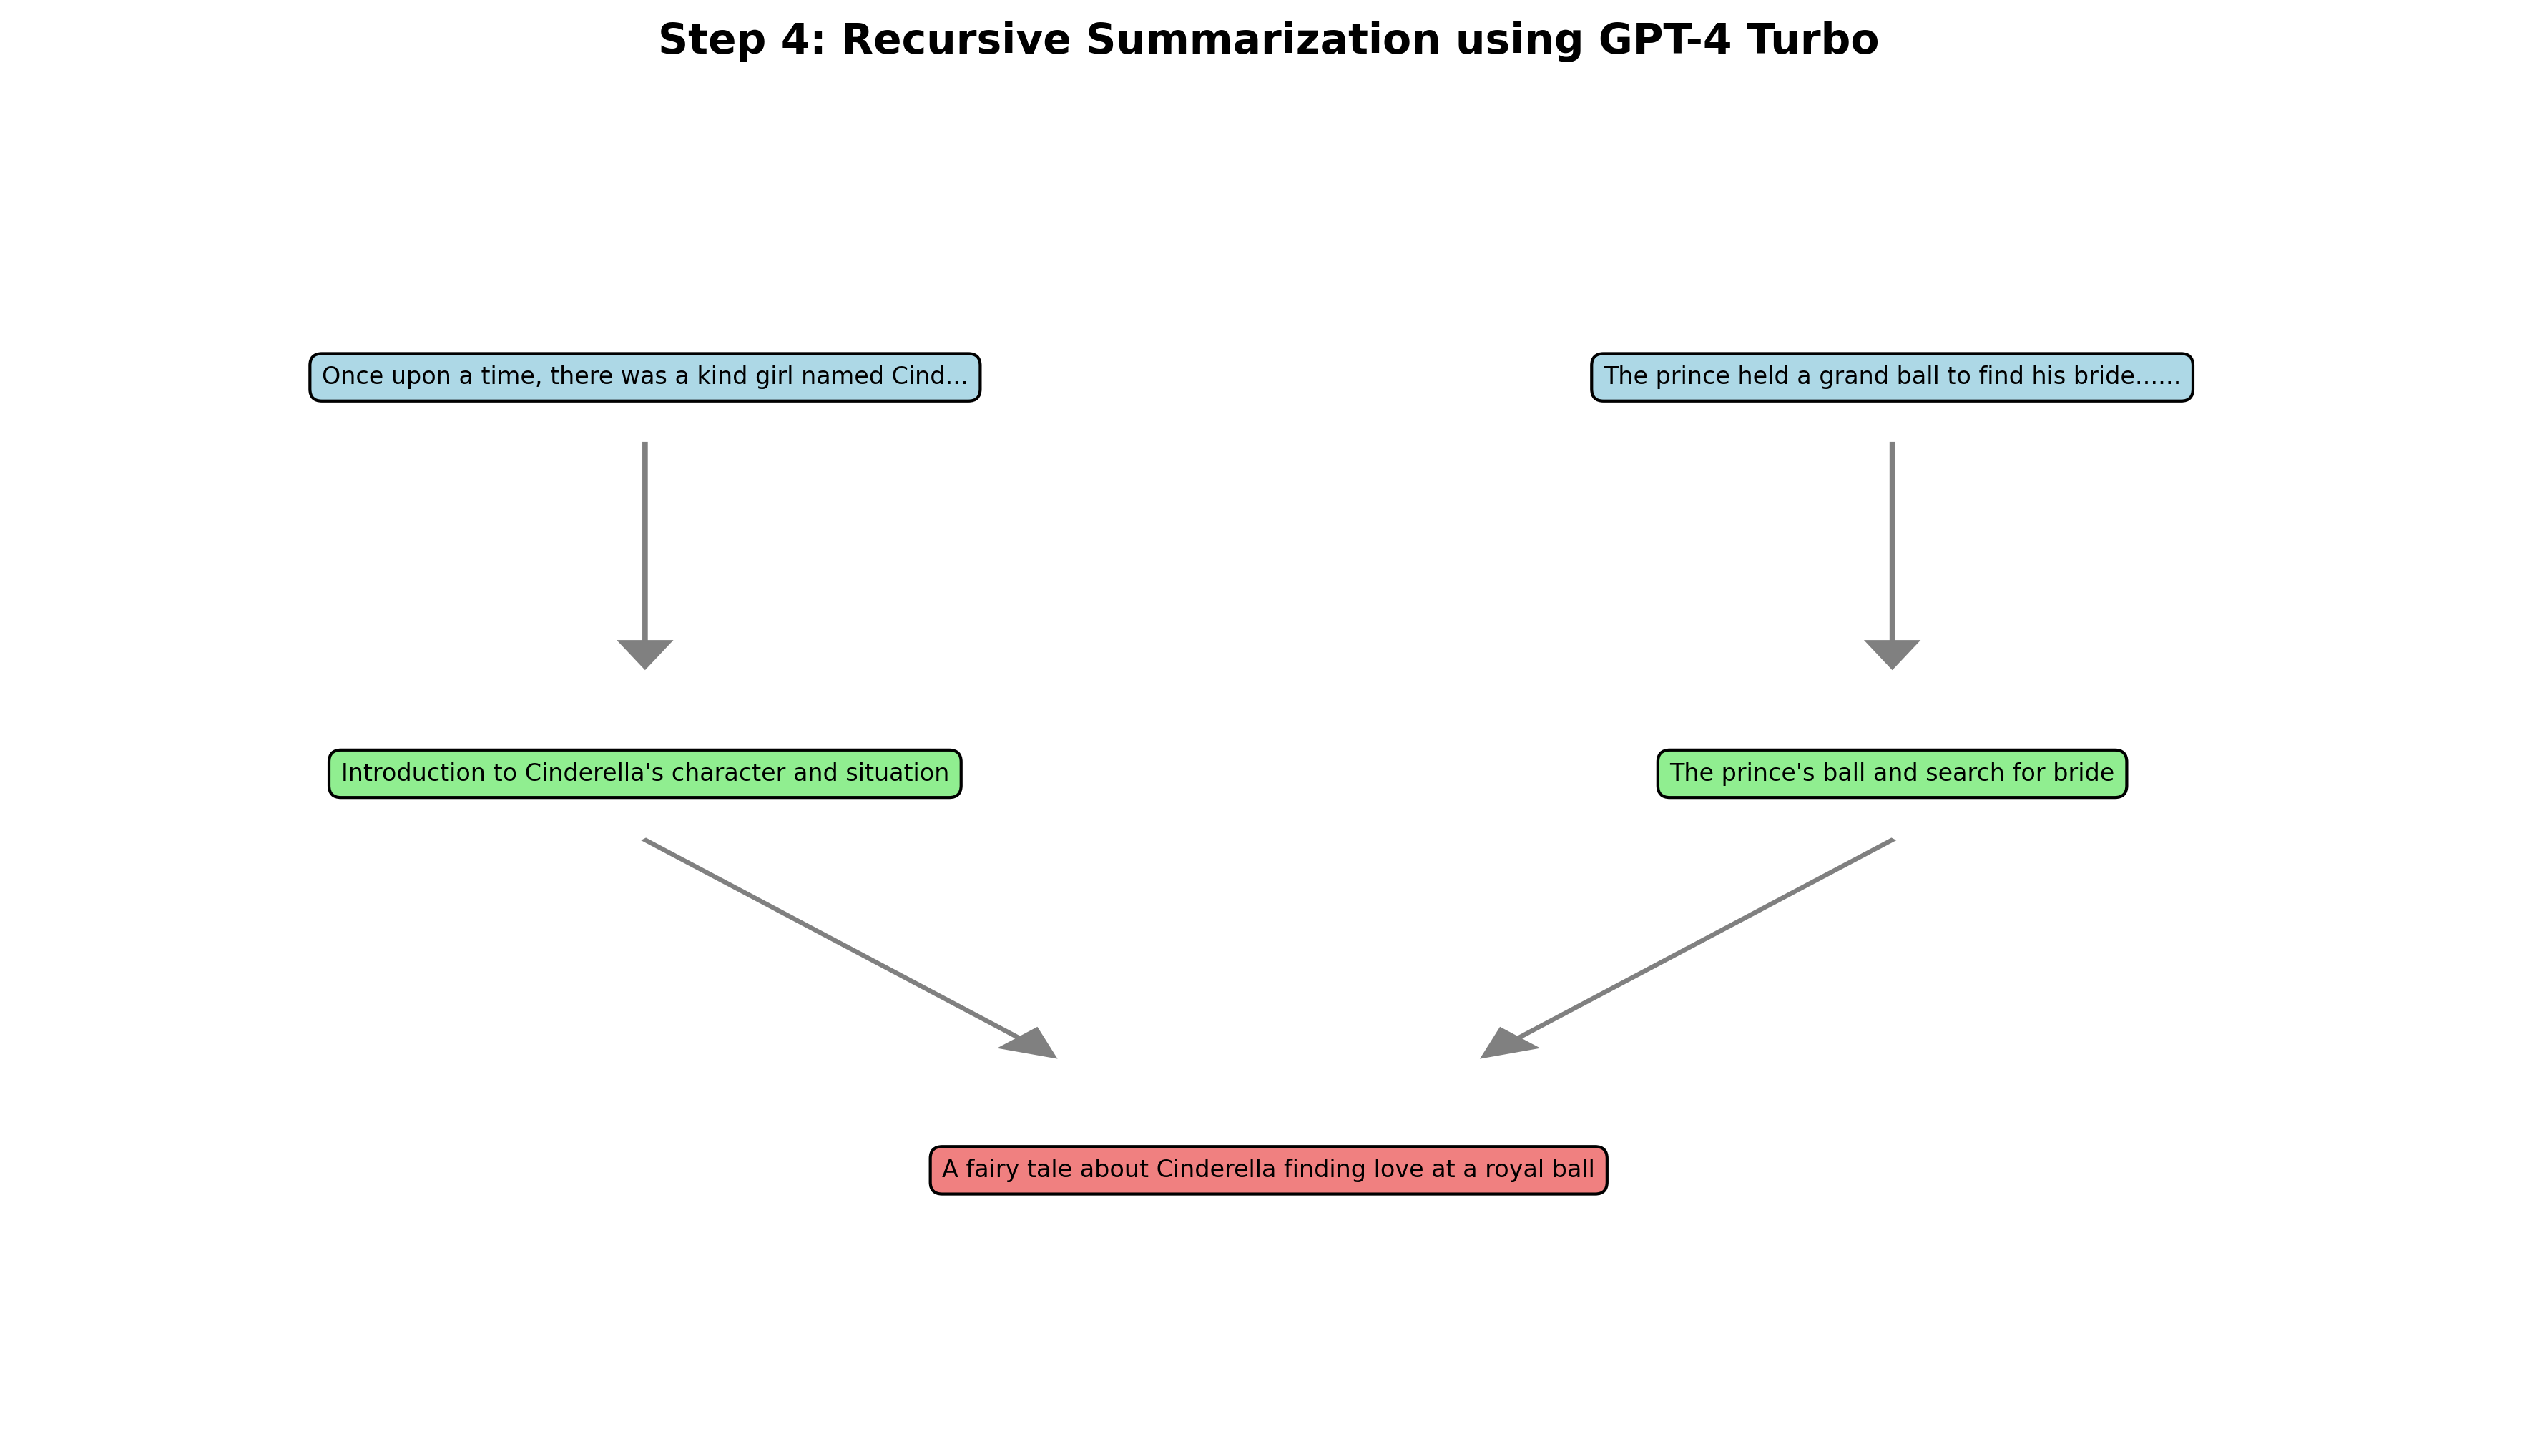 Step 4: Recursive Summarization using GPT-4 Turbo
Once upon a time, there was a kind girl named Cind...
The prince held a grand ball to find his bride......
Introduction to Cinderella's character and situation
The prince's ball and search for bride
A fairy tale about Cinderella finding love at a royal ball